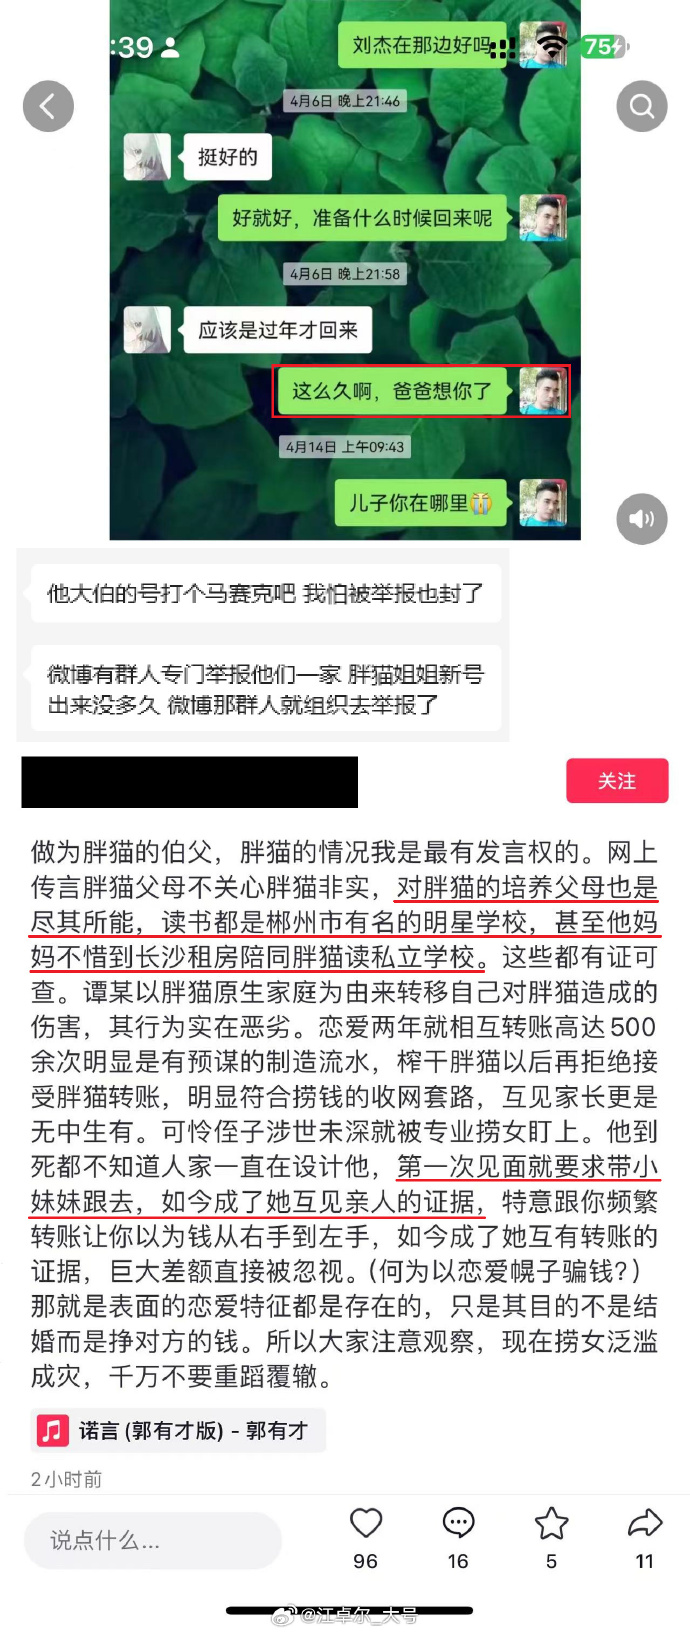 :39
75
刘杰在那边好吗
4月6日 晚上21:46
挺好的
好就好，准备什么时候回来呢
4月6日 晚上21:58
应该是过年才回来
这么久啊，爸爸想你了
4月14日 上午09:43
儿子你在哪里😭
他大伯的号打个马赛克吧 我怕被举报也封了
微博有群人专门举报他们一家 胖猫姐姐新号
出来没多久 微博那群人就组织去举报了
关注
做为胖猫的伯父，胖猫的情况我是最有发言权的。网上
传言胖猫父母不关心胖猫非实，对胖猫的培养父母也是
尽其所能，读书都是郴州市有名的明星学校，甚至他妈
妈不惜到长沙租房陪同胖猫读私立学校。这些都有证可
查。谭某以胖猫原生家庭为由来转移自己对胖猫造成的
伤害，其行为实在恶劣。恋爱两年就相互转账高达500
余次明显是有预谋的制造流水，榨干胖猫以后再拒绝接
受胖猫转账，明显符合捞钱的收网套路，互见家长更是
无中生有。可怜侄子涉世未深就被专业捞女盯上。他到
死都不知道人家一直在设计他，第一次见面就要求带小
妹妹跟去，如今成了她互见亲人的证据，特意跟你频繁
转账让你以为钱从右手到左手，如今成了她互有转账的
证据，巨大差额直接被忽视。（何为以恋爱幌子骗钱？）
那就是表面的恋爱特征都是存在的，只是其目的不是结
婚而是挣对方的钱。所以大家注意观察，现在捞女泛滥
成灾，千万不要重蹈覆辙。
诺言 (郭有才版) - 郭有才
2小时前
说点什么...
96
16
5
11
@江卓尔_大号